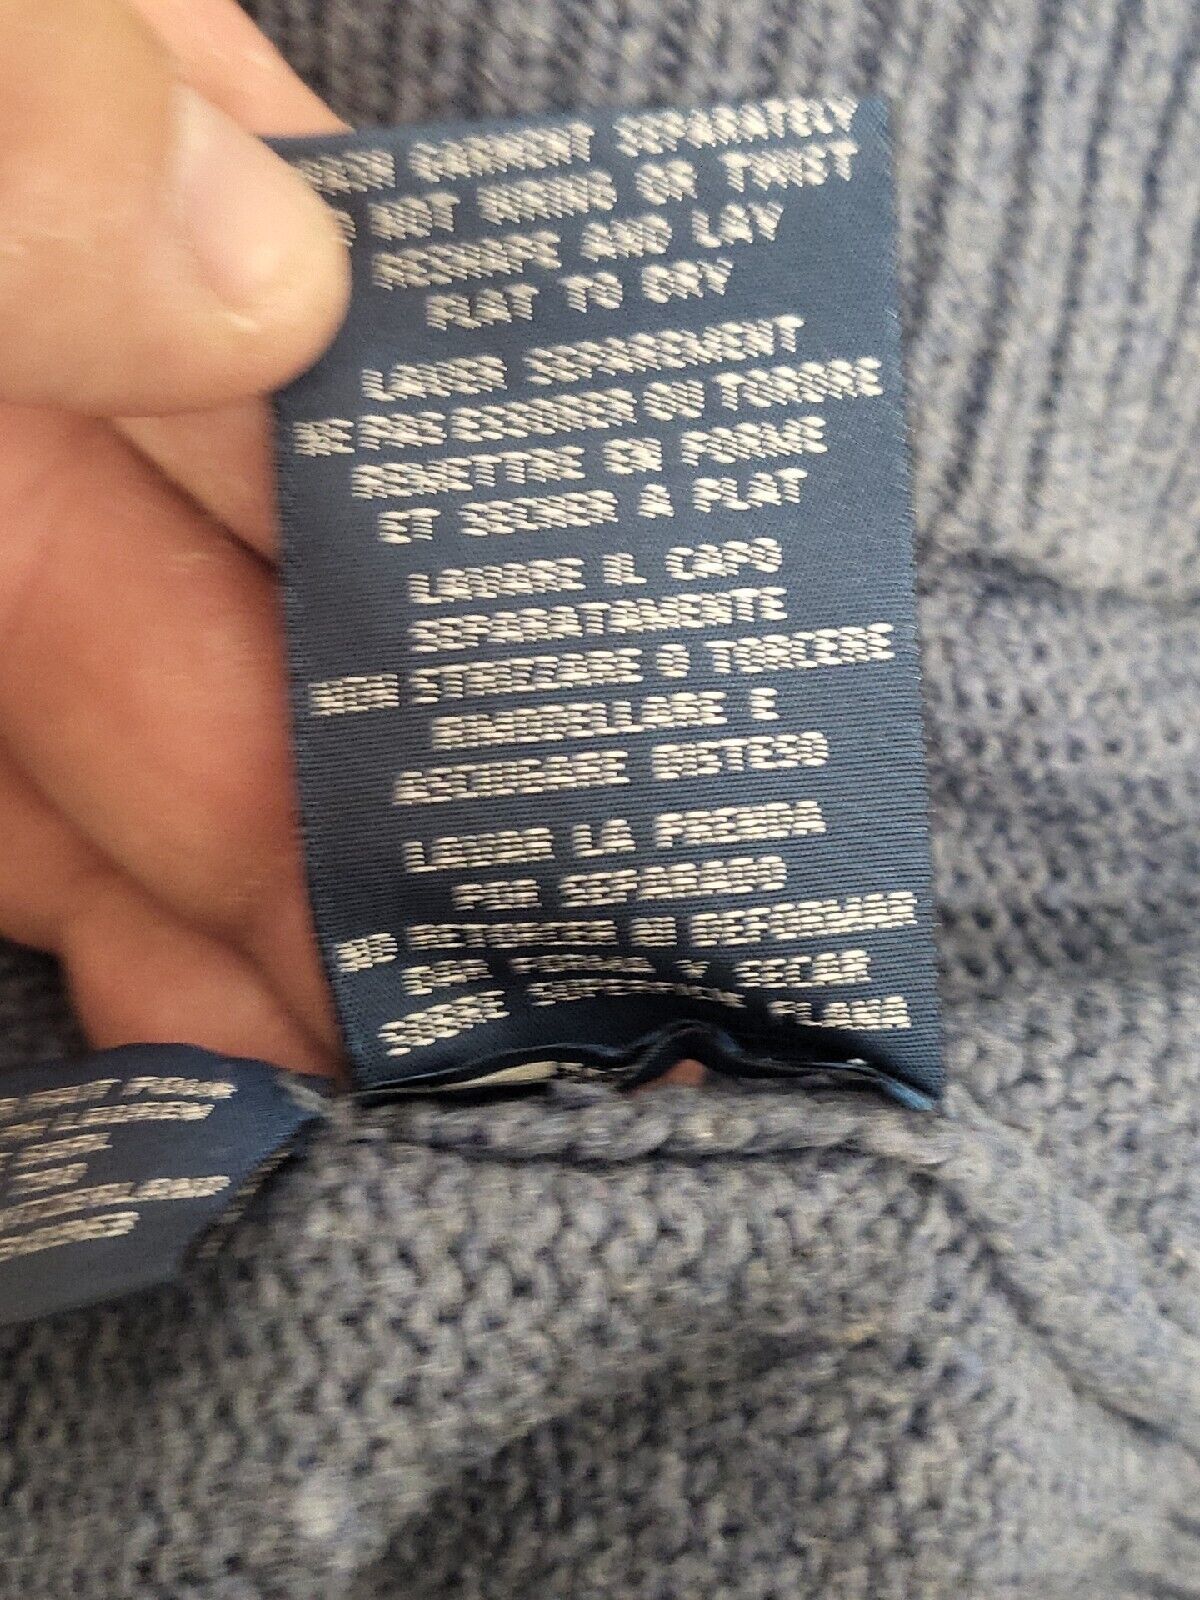 GARMENT SEPARATELY
NOT WRING OR TWIST
RESHAPE AND LAY
FLAT TO DRY
LAVER SEPAREMENT
NE PAS ESSORER OU TORDRE
REMETTRE EN FORME
ET SECHER A PLAT
LAVARE IL CAPO
SEPARATAMENTE
NON STRIZZARE O TORCERE
RIMODELLARE E
ASCIUGARE DISTESO
LAVAR LA PRENDA
POR SEPARADO
NO RETORCER NI DEFORMAR
DAR FORMA Y SECAR
SOBRE SUPERFICIE PLANA